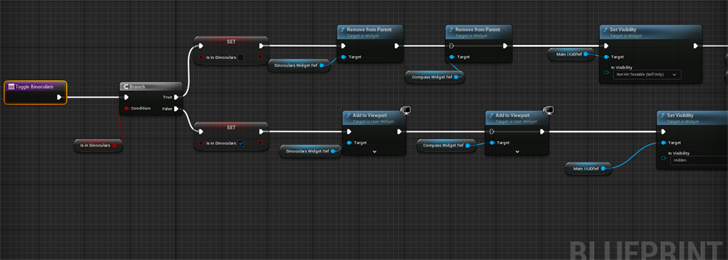 Toggle Binoculars
Branch
Condition
True
False
Is in Binoculars
SET
Is in Binoculars
Remove from Parent
Target is Widget
Target
Binoculars Widget Ref
Remove from Parent
Target is Widget
Target
Compass Widget Ref
Main HUDRef
Set Visibility
Target is Widget
Target
In Visibility
Not Hit-Testable (Self Only)
SET
Is in Binoculars
Add to Viewport
Target is User Widget
Target
Binoculars Widget Ref
Add to Viewport
Target is User Widget
Target
Compass Widget Ref
Main HUDRef
Set Visibility
Target is Widget
Target
In Visibility
Hidden
BLUEPRINT